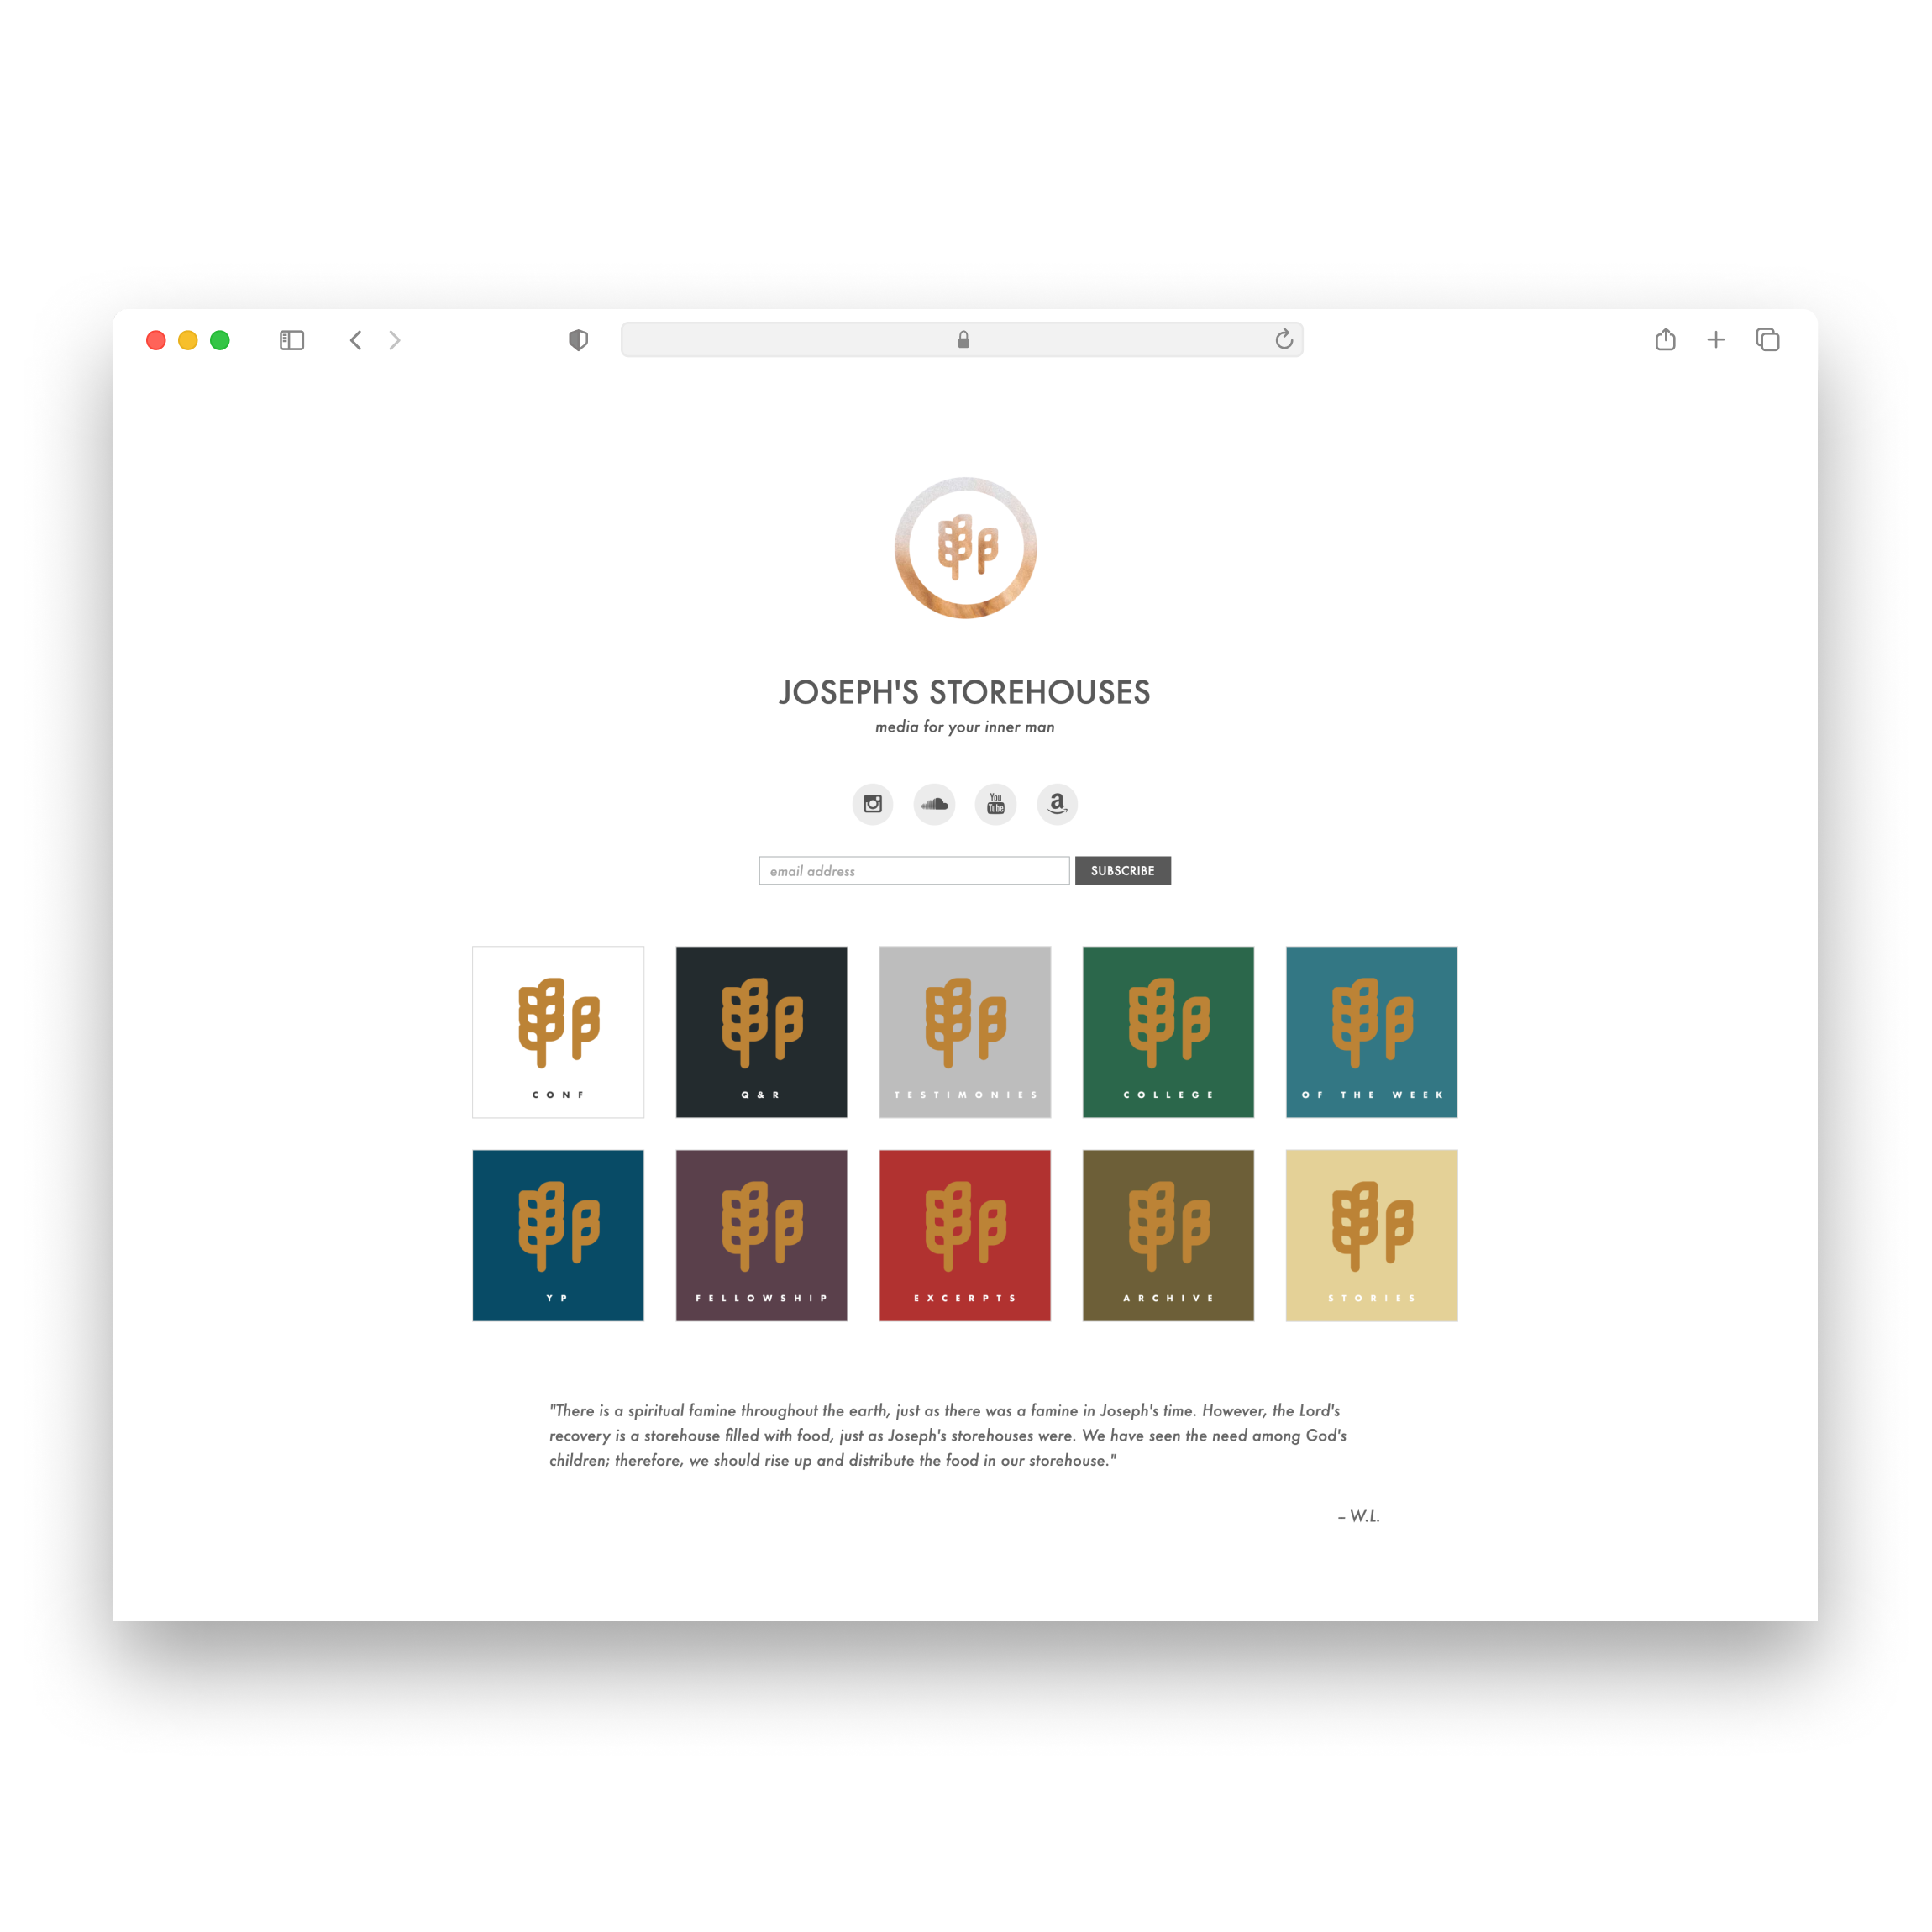 JOSEPH'S STOREHOUSES
media for your inner man
You
Tube
a
email address
SUBSCRIBE
CONF
Q&R
TESTIMONIES
COLLEGE
OF THE WEEK
YP
FELLOWSHIP
EXCERPTS
ARCHIVE
STORIES
"There is a spiritual famine throughout the earth, just as there was a famine in Joseph's time. However, the Lord's
recovery is a storehouse filled with food, just as Joseph's storehouses were. We have seen the need among God's
children; therefore, we should rise up and distribute the food in our storehouse."
– W.L.